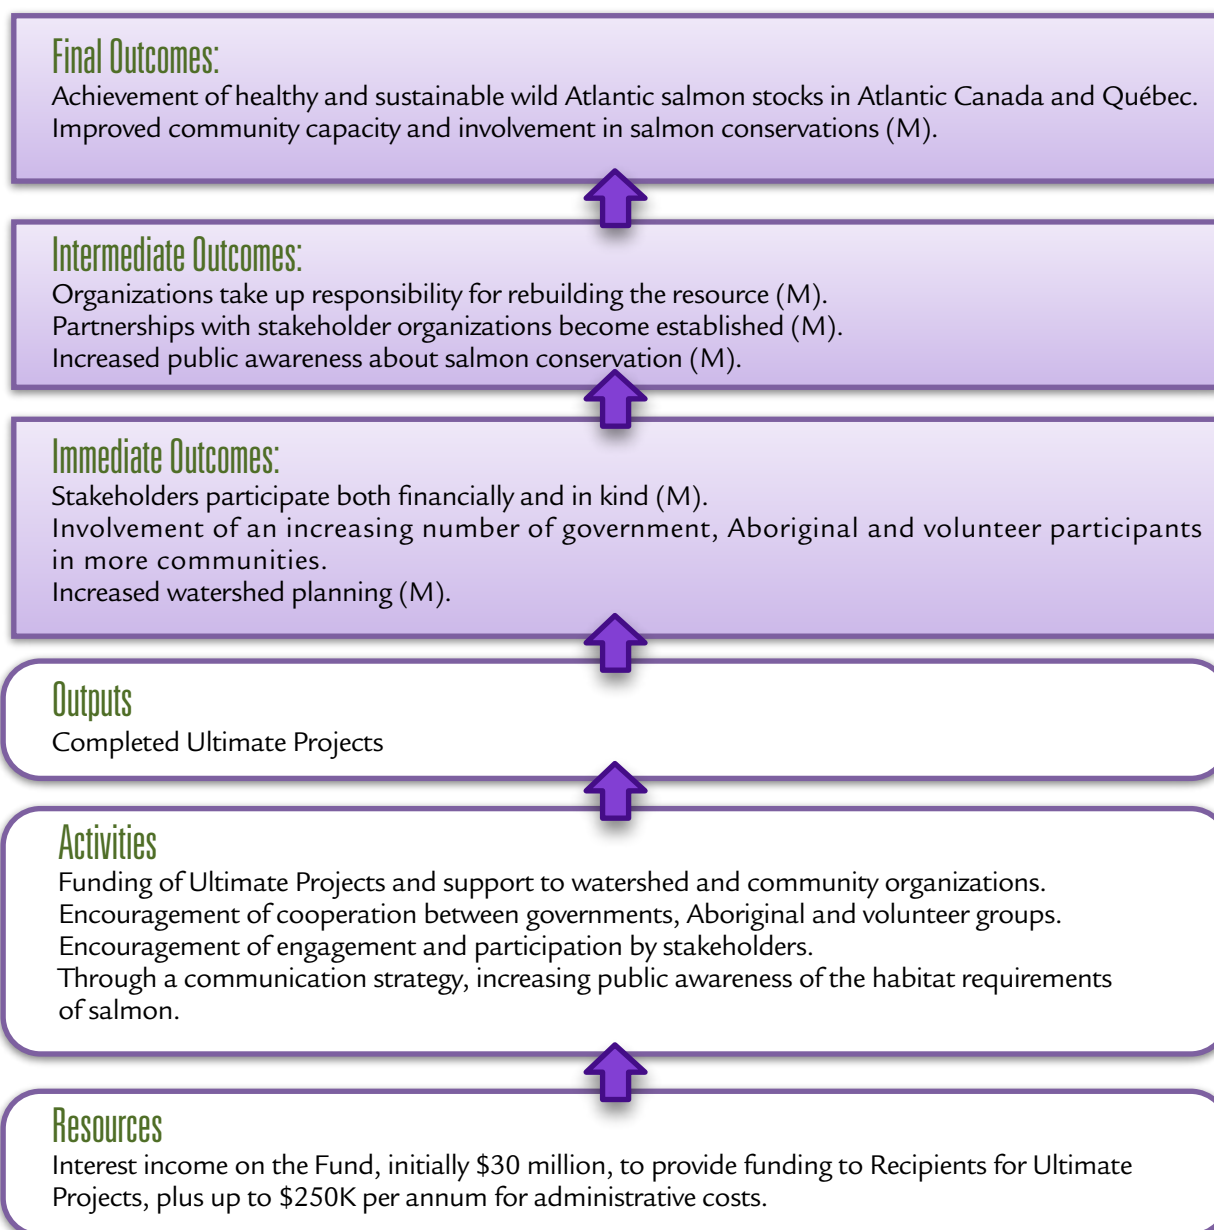 Final Outcomes:
Achievement of healthy and sustainable wild Atlantic salmon stocks in Atlantic Canada and Québec.
Improved community capacity and involvement in salmon conservations (M).
Intermediate Outcomes:
Organizations take up responsibility for rebuilding the resource (M).
Partnerships with stakeholder organizations become established (M).
Increased public awareness about salmon conservation (M).
Immediate Outcomes:
Stakeholders participate both financially and in kind (M).
Involvement of an increasing number of government, Aboriginal and volunteer participants
in more communities.
Increased watershed planning (M).
Outputs
Completed Ultimate Projects
Activities
Funding of Ultimate Projects and support to watershed and community organizations.
Encouragement of cooperation between governments, Aboriginal and volunteer groups.
Encouragement of engagement and participation by stakeholders.
Through a communication strategy, increasing public awareness of the habitat requirements
of salmon.
Resources
Interest income on the Fund, initially $30 million, to provide funding to Recipients for Ultimate
Projects, plus up to $250K per annum for administrative costs.